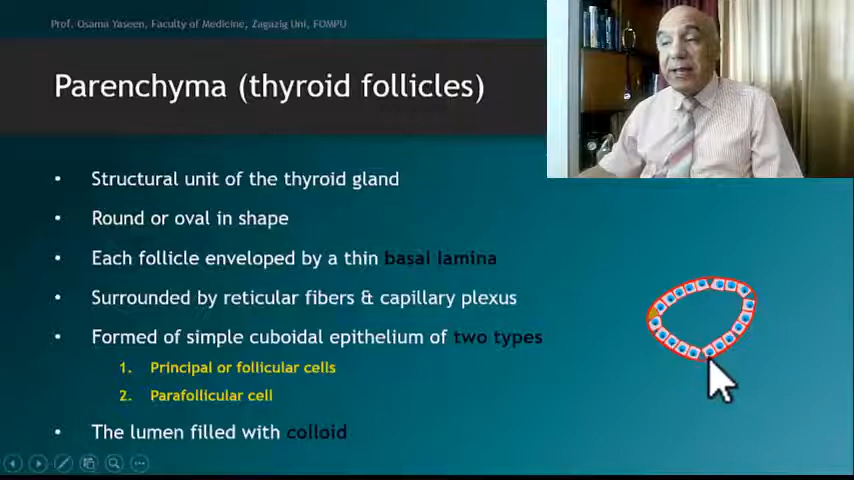 Prof. Osama Yaseen, Faculty of Medicine, Zagazig Uni, FOMPU
Parenchyma (thyroid follicles)
• Structural unit of the thyroid gland
• Round or oval in shape
• Each follicle enveloped by a thin basal lamina
• Surrounded by reticular fibers & capillary plexus
• Formed of simple cuboidal epithelium of two types
1. Principal or follicular cells
2. Parafollicular cell
• The lumen filled with colloid